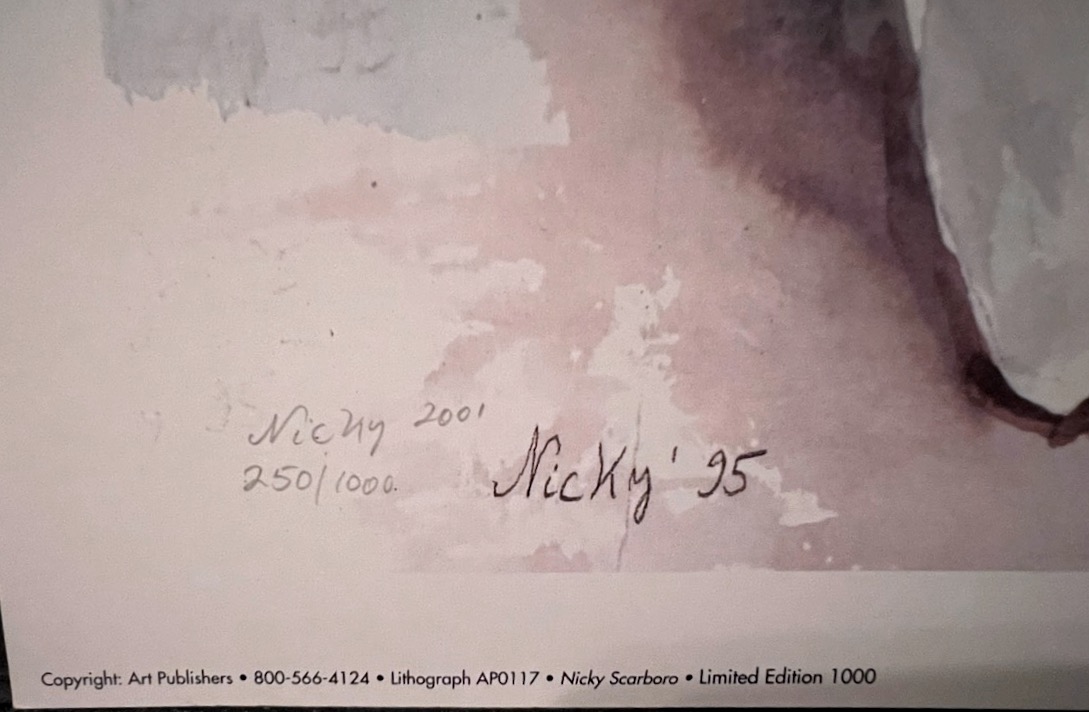 Nicky 2001
250/1000.
Nicky '95
Copyright: Art Publishers • 800-566-4124 • Lithograph AP0117 • Nicky Scarboro • Limited Edition 1000